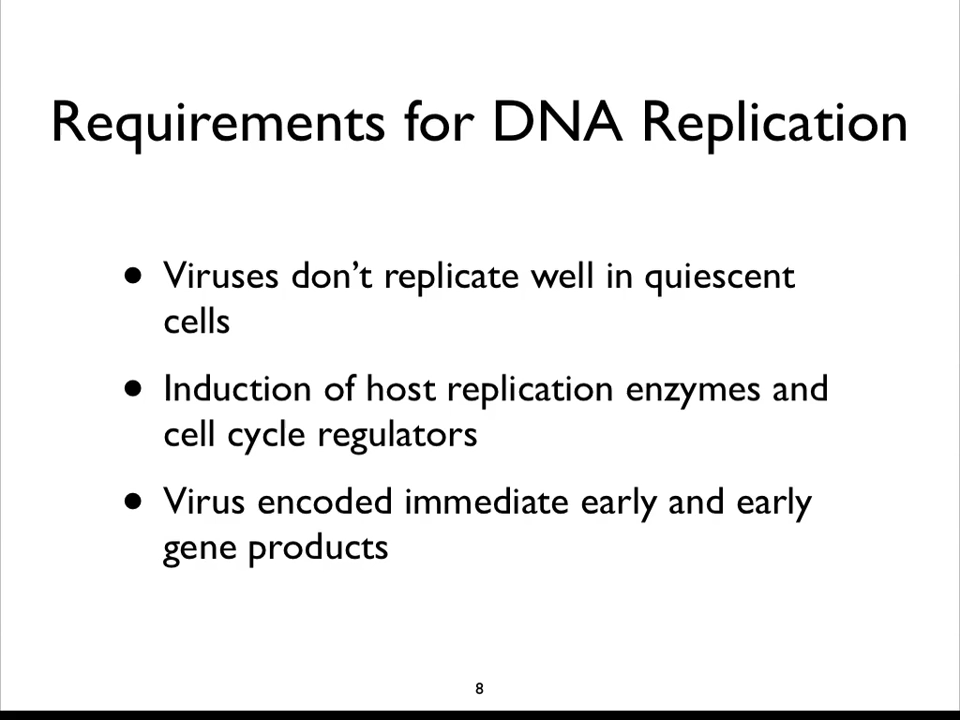 Requirements for DNA Replication
• Viruses don’t replicate well in quiescent
cells
• Induction of host replication enzymes and
cell cycle regulators
• Virus encoded immediate early and early
gene products
8